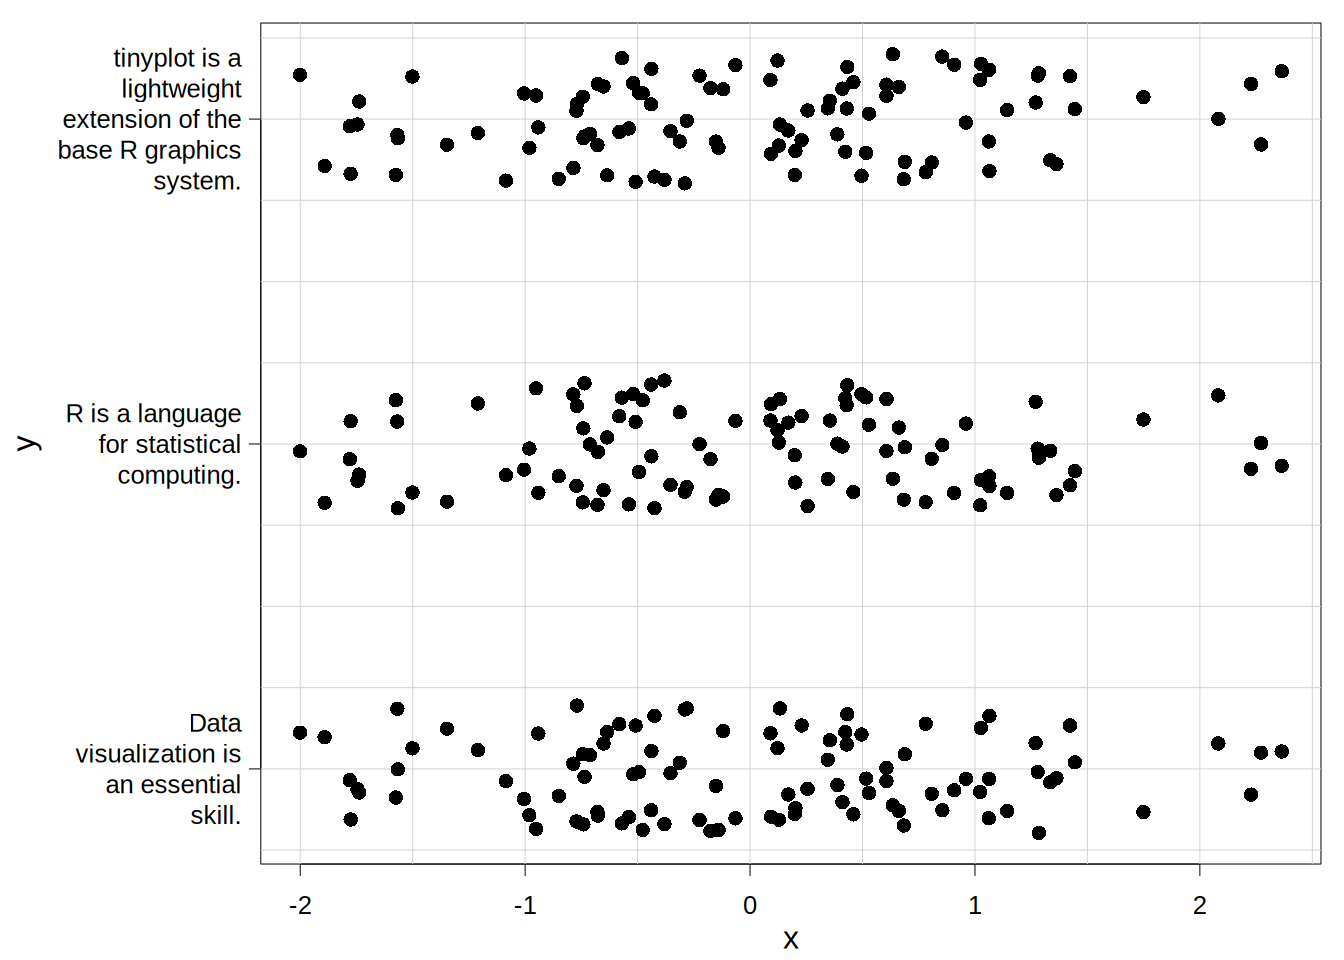 tinyplot is a
lightweight
extension of the
base R graphics
system.
R is a language
for statistical
computing.
y
Data
visualization is
an essential
skill.
-2 -1 0 1 2
x